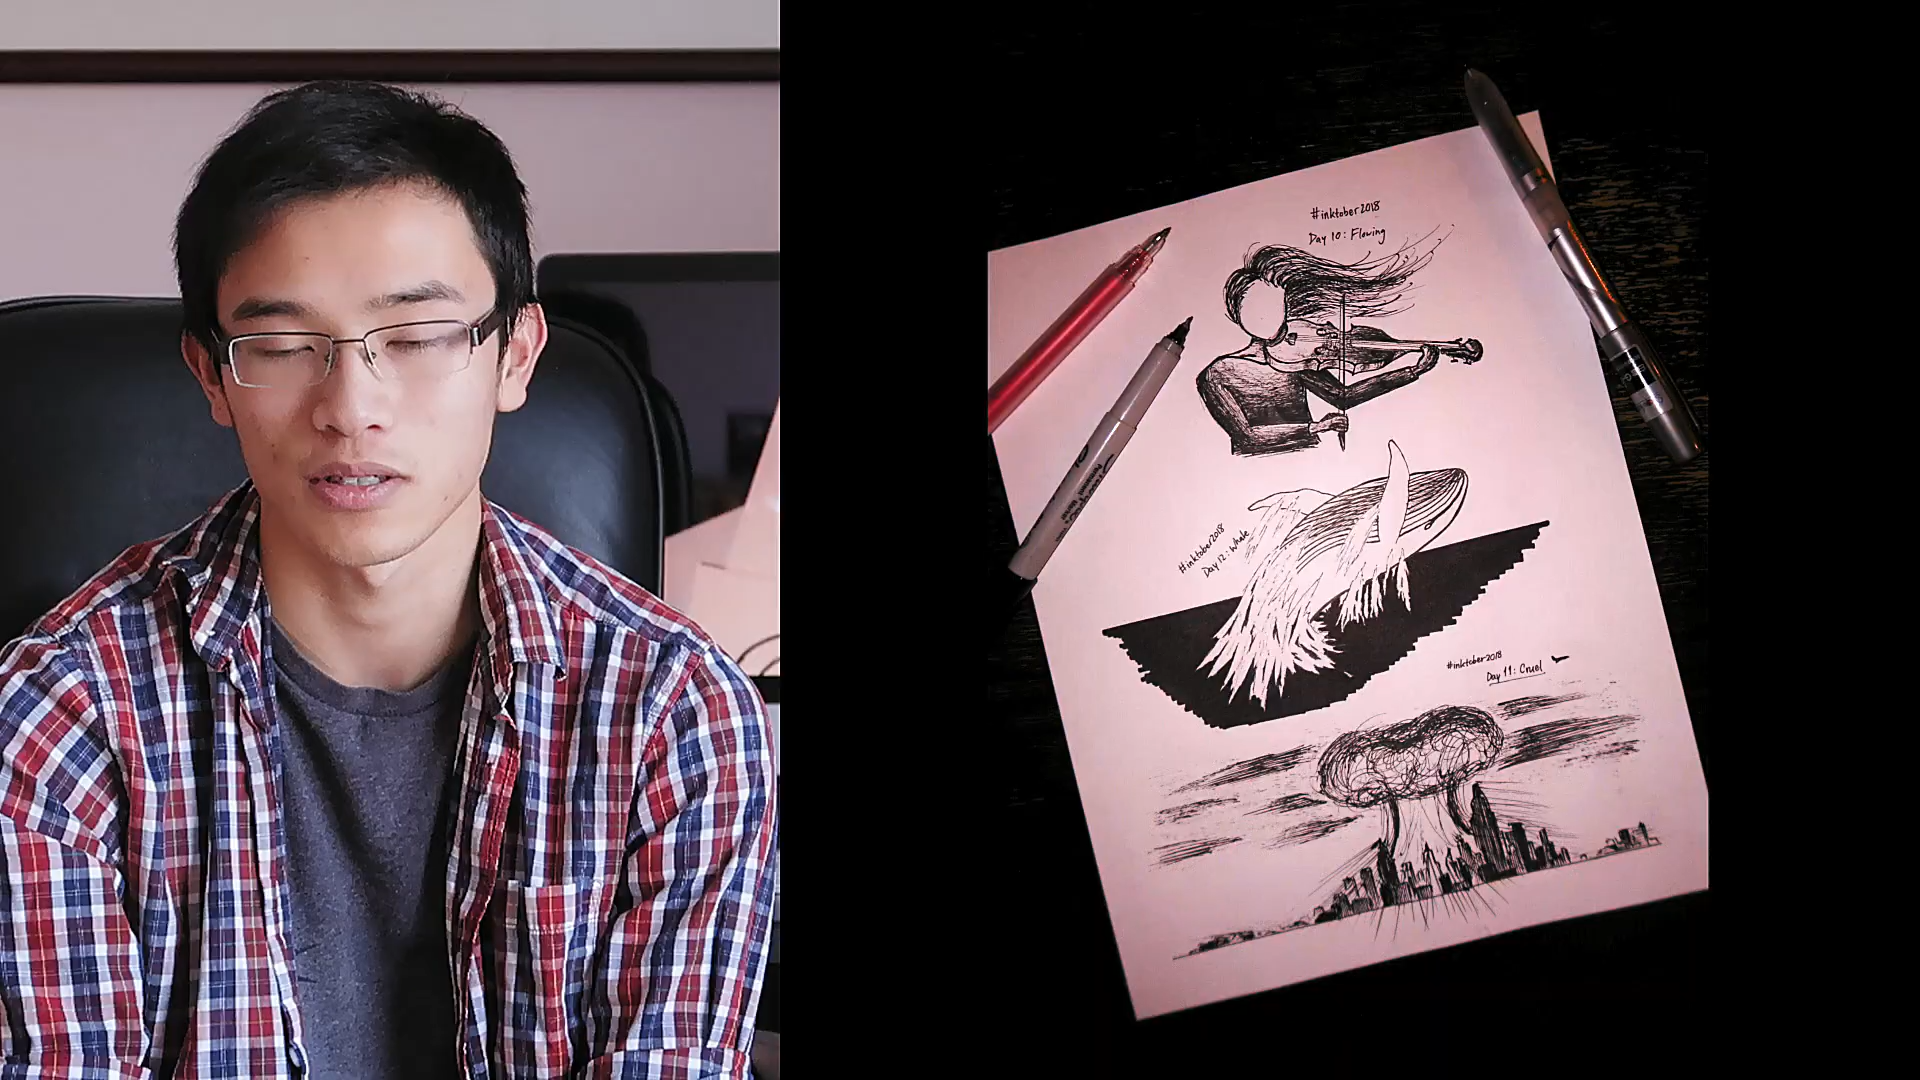 #inktober2018
Day 10: Flowing
#inktober2018
Day 12: Whale
#inktober2018
Day 11: Cruel